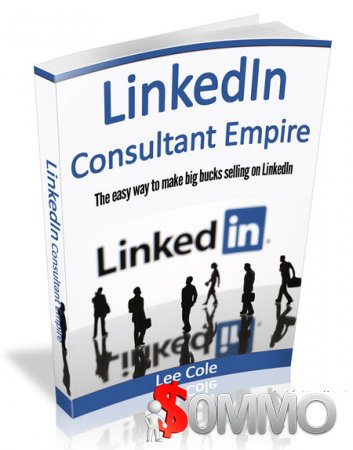 LinkedIn
Consultant Empire
The easy way to make big bucks selling on LinkedIn
Linked in
Lee Cole
LinkedIn Consultant Empire
$0MMO